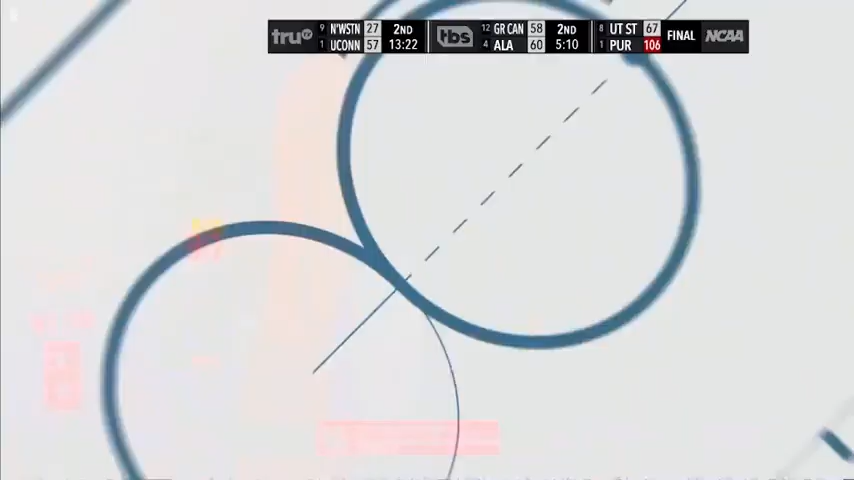 truTV
9 N'WSTN 27
1 UCONN 57
2ND
13:22
tbs
12 GR CAN 58
4 ALA 60
2ND
5:10
8 UT ST 67
1 PUR 106
FINAL
NCAA